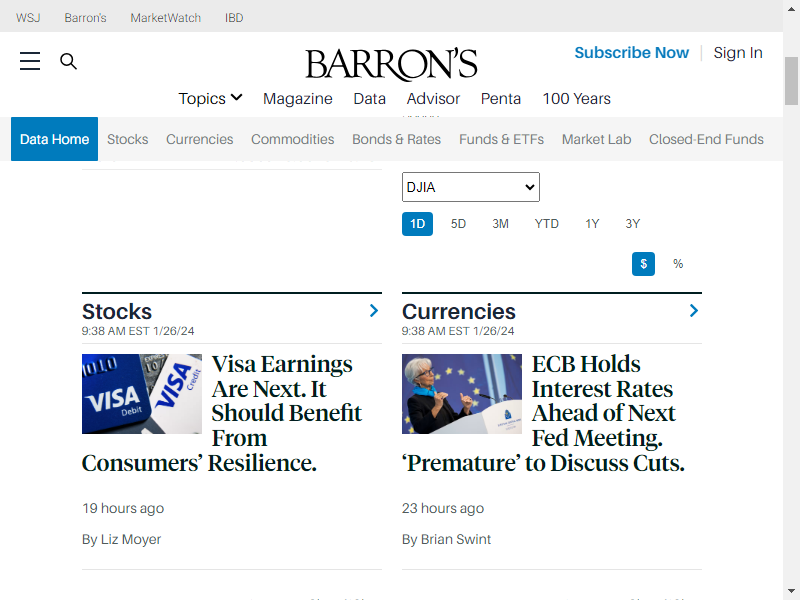 WSJ Barron's MarketWatch IBD
BARRON'S
Subscribe Now | Sign In
Topics Magazine Data Advisor Penta 100 Years
Data Home Stocks Currencies Commodities Bonds & Rates Funds & ETFs Market Lab Closed-End Funds
DJIA
1D 5D 3M YTD 1Y 3Y
$ %
Stocks
9:38 AM EST 1/26/24
VISA
Debit
VISA
Credit
Visa Earnings
Are Next. It
Should Benefit
From
Consumers’ Resilience.
19 hours ago
By Liz Moyer
Currencies
9:38 AM EST 1/26/24
ECB Holds
Interest Rates
Ahead of Next
Fed Meeting.
‘Premature’ to Discuss Cuts.
23 hours ago
By Brian Swint